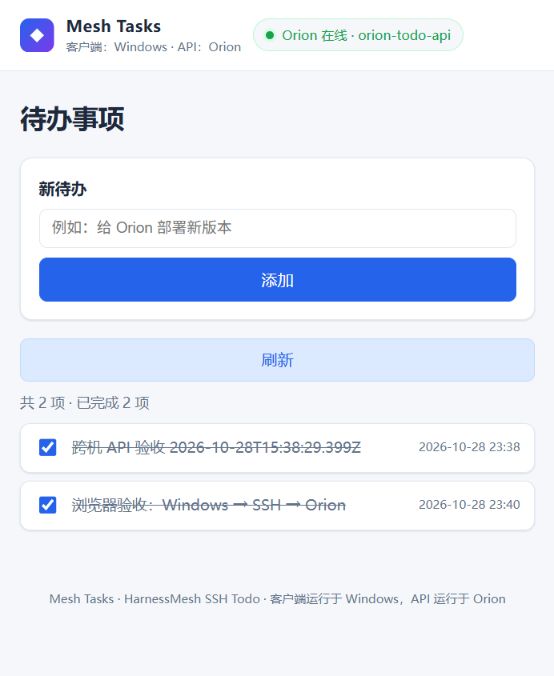 Mesh Tasks
客户端：Windows · API：Orion
Orion 在线 · orion-todo-api
待办事项
新待办
例如：给 Orion 部署新版本
添加
刷新
共 2 项 · 已完成 2 项
跨机 API 验收 2026-10-28T15:38:29.399Z
2026-10-28 23:38
浏览器验收：Windows → SSH → Orion
2026-10-28 23:40
Mesh Tasks · HarnessMesh SSH Todo · 客户端运行于 Windows，API 运行于 Orion